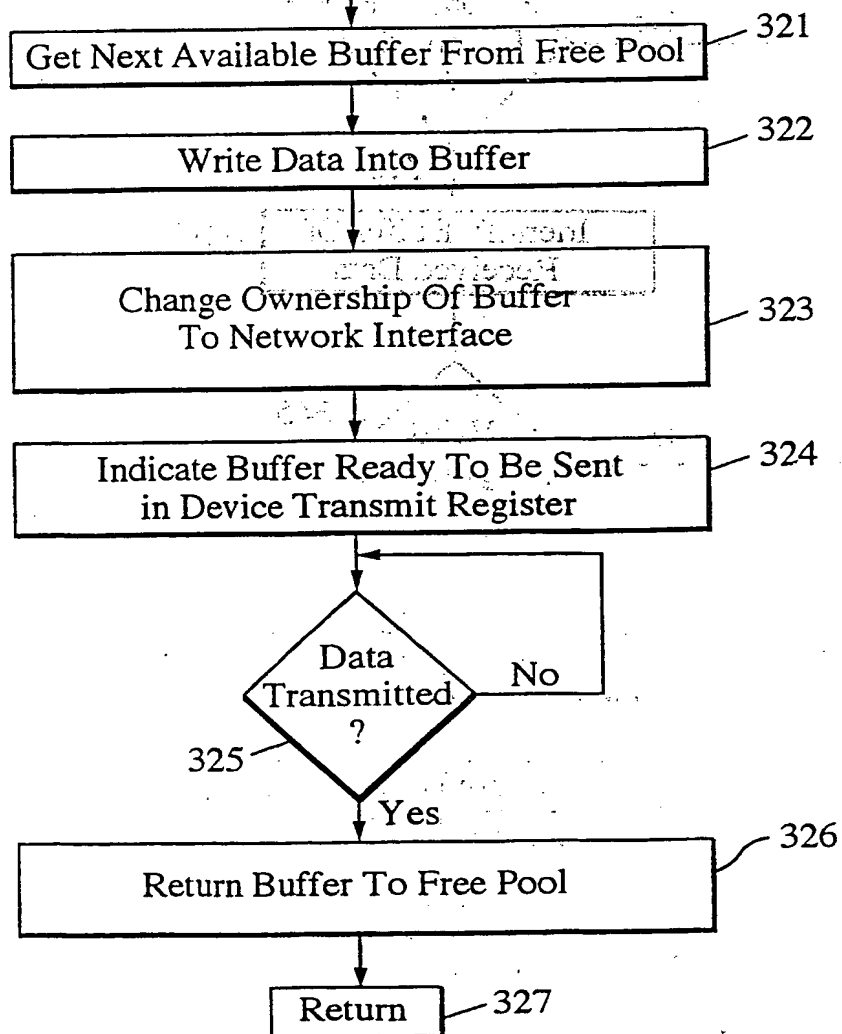 Get Next Available Buffer From Free Pool
321
Write Data Into Buffer
322
Change Ownership Of Buffer
To Network Interface
323
Indicate Buffer Ready To Be Sent
in Device Transmit Register
324
Data
Transmitted
?
No
325
Yes
Return Buffer To Free Pool
326
Return
327